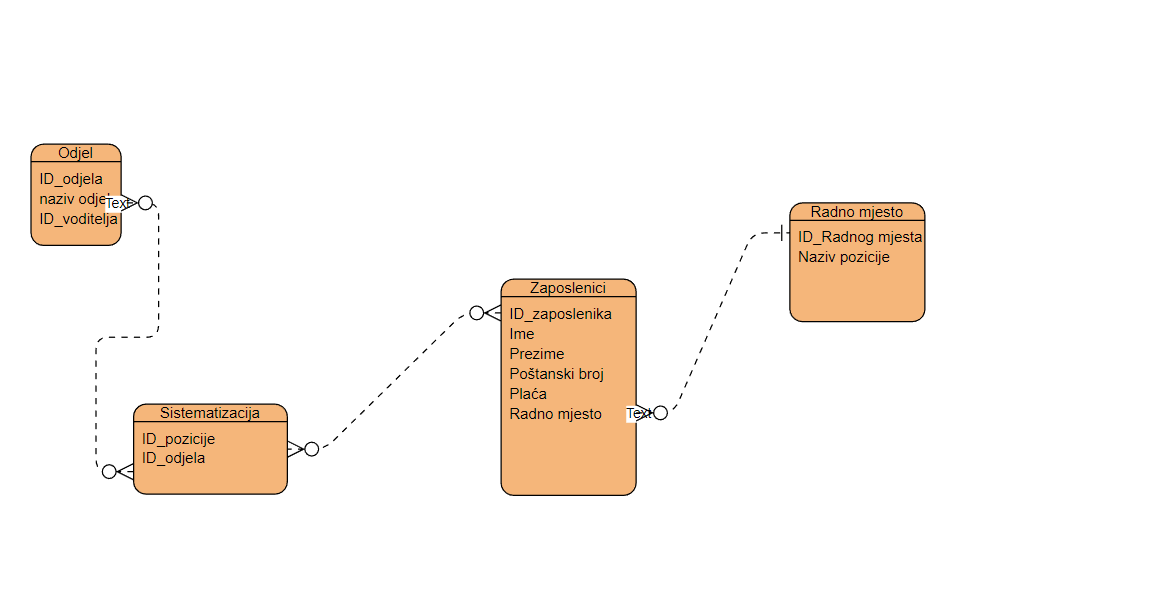 Odjel
ID_odjela
naziv odje
ID_voditelja
Text
Sistematizacija
ID_pozicije
ID_odjela
Zaposlenici
ID_zaposlenika
Ime
Prezime
Poštanski broj
Plaća
Radno mjesto
Text
Radno mjesto
ID_Radnog mjesta
Naziv pozicije